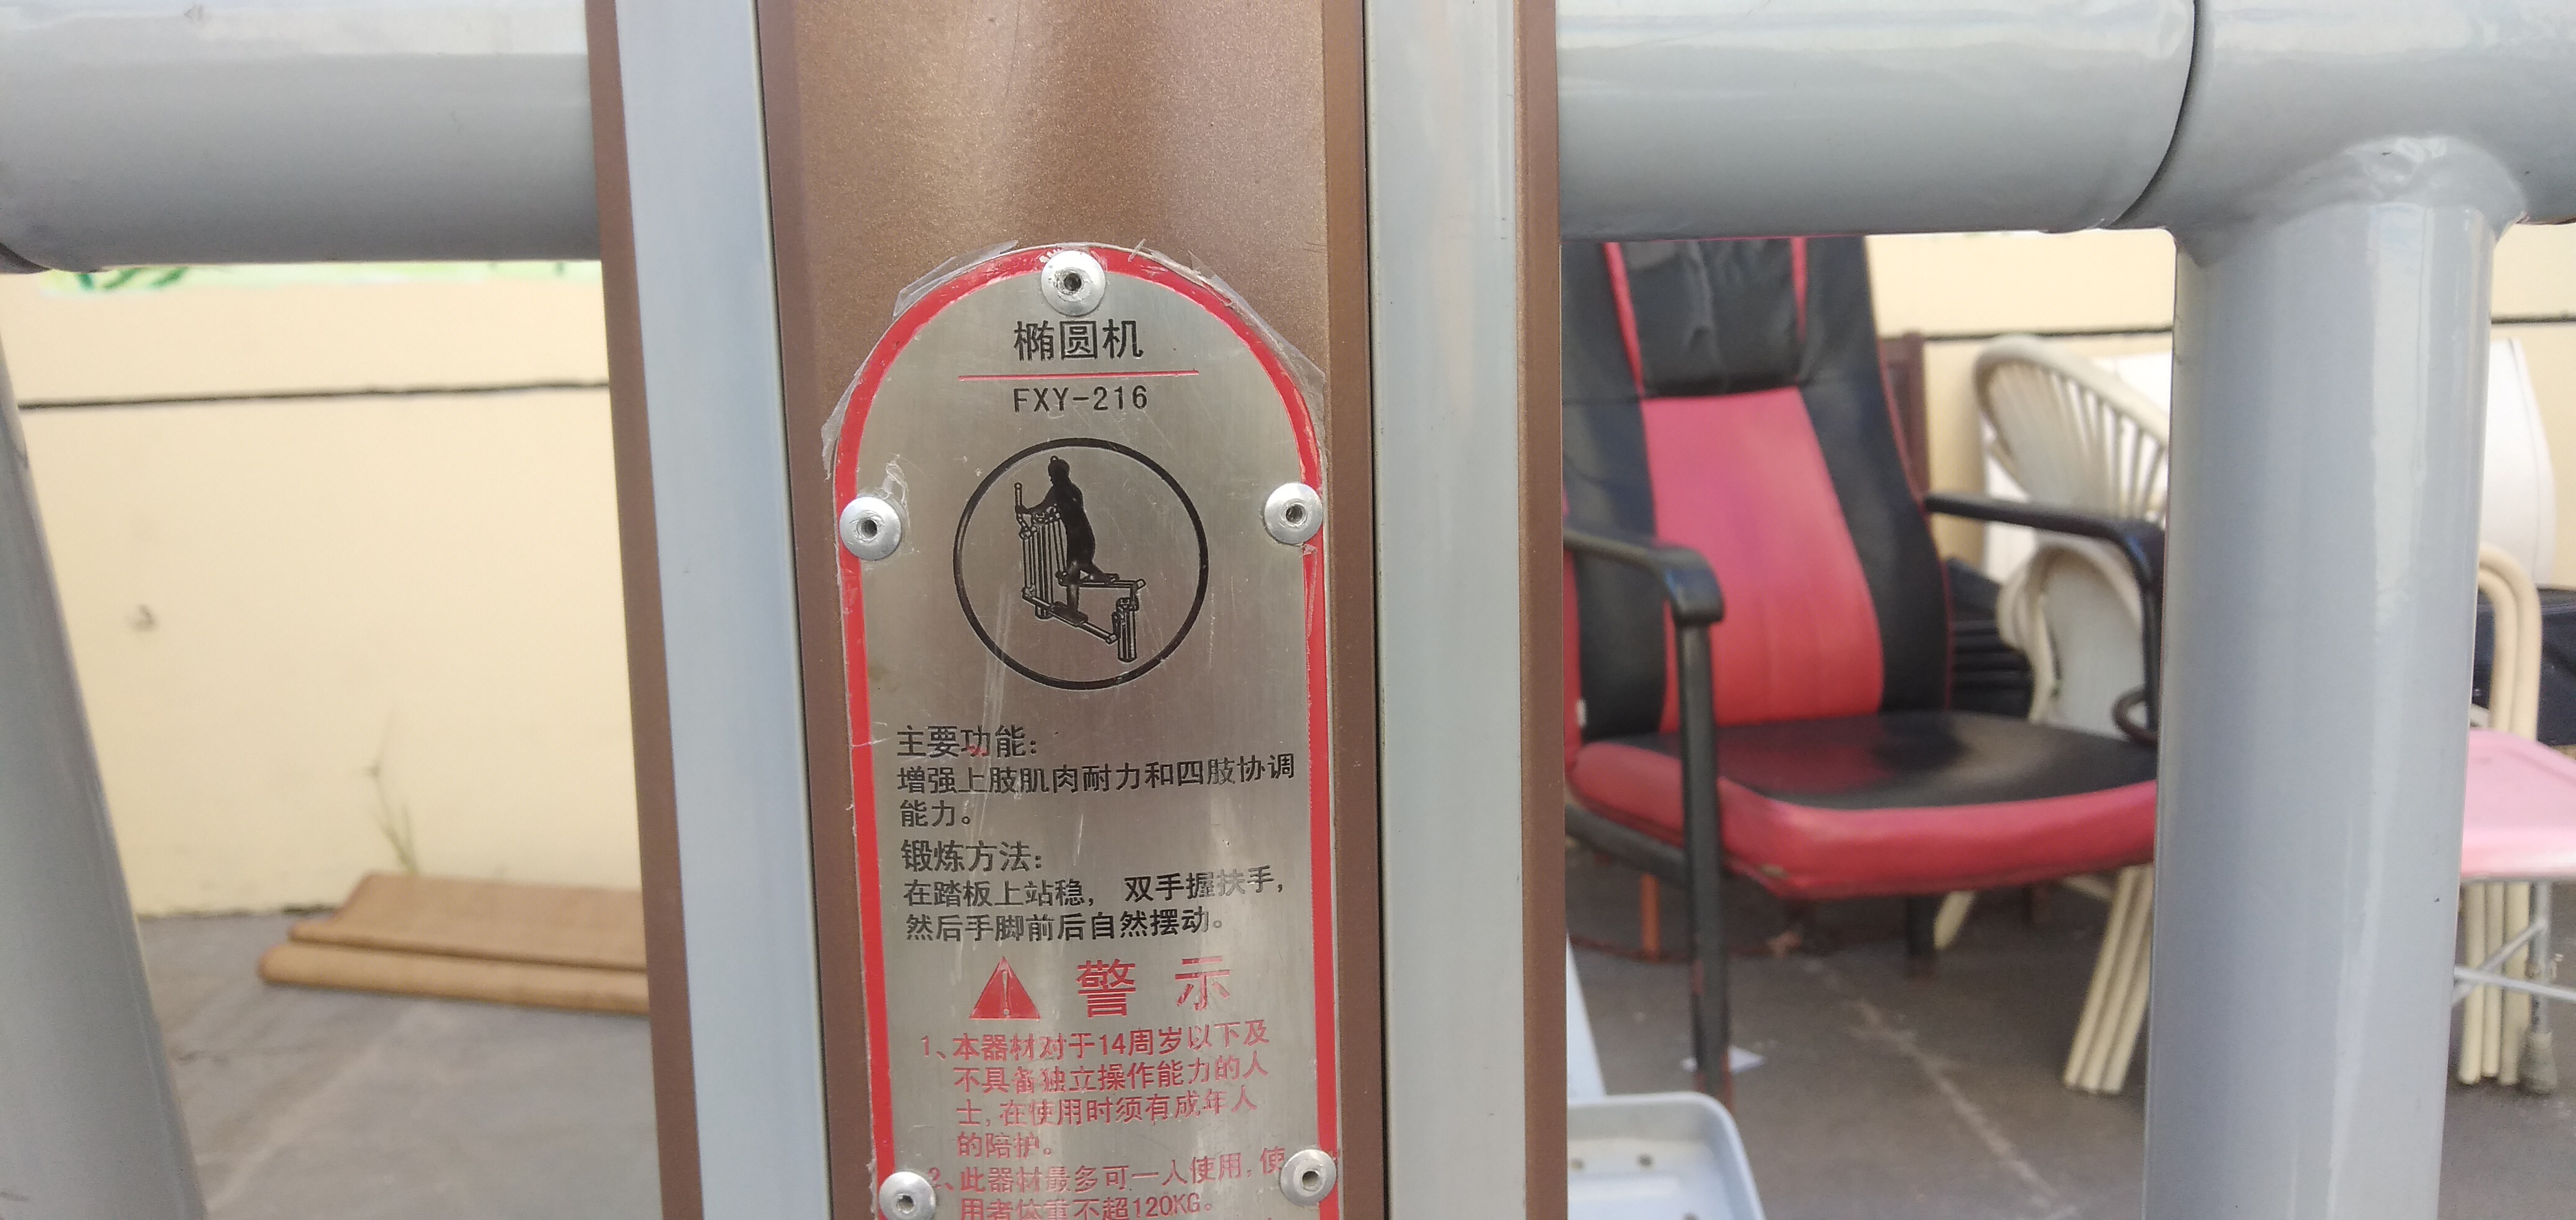 椭圆机
FXY-216
主要功能：
增强上肢肌肉耐力和四肢协调
能力。
锻炼方法：
在踏板上站稳， 双手握扶手，
然后手脚前后自然摆动。
警 示
1、本器材对于14周岁以下及
不具备独立操作能力的人
士,在使用时须有成年人
的陪护。
2、此器材最多可一人使用,使
用者体重不超120KG。